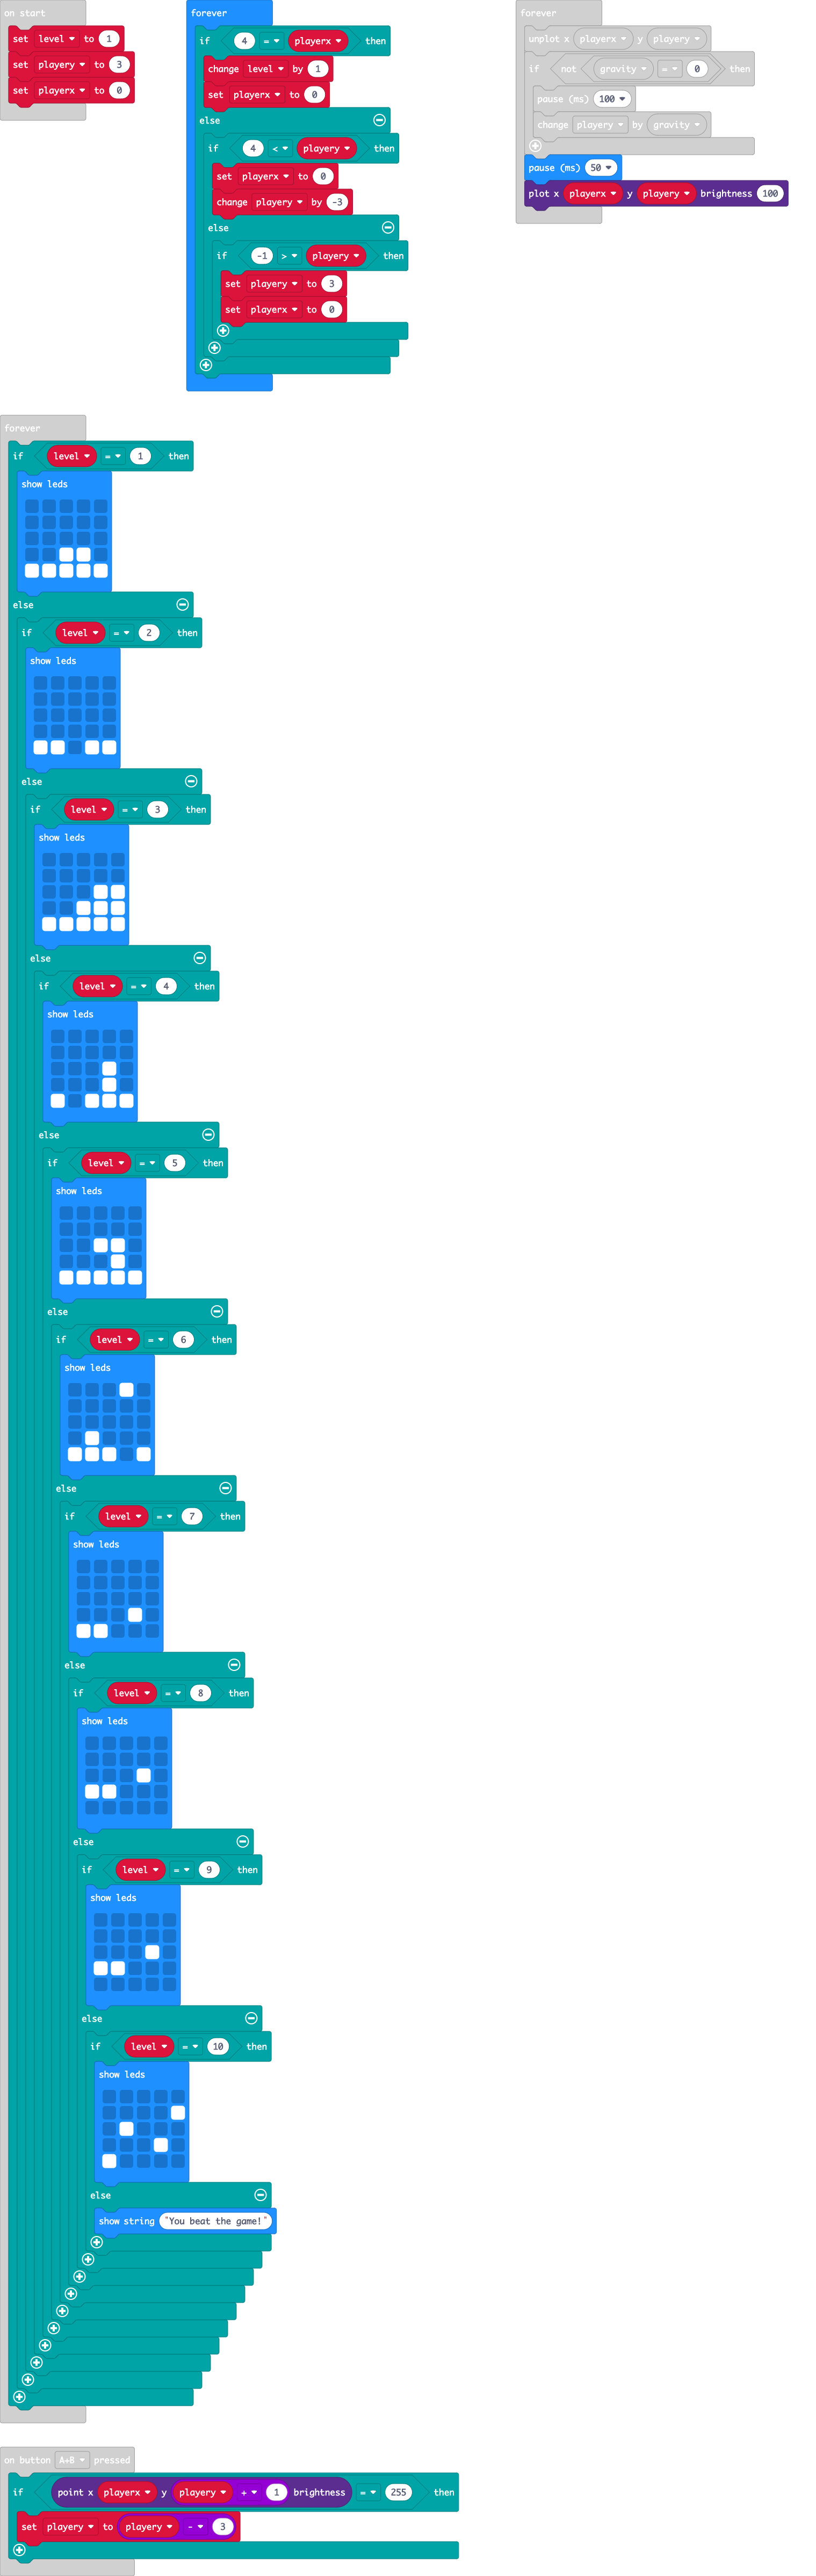 on start
set level to 1
set playery to 3
set playerx to 0
forever
if 4 = playerx then
change level by 1
set playerx to 0
else
if 4 < playery then
set playerx to 0
change playery by -3
else
if -1 > playery then
set playery to 3
set playerx to 0
forever
unplot x playerx y playery
if not gravity = 0 then
pause (ms) 100
change playery by gravity
pause (ms) 50
plot x playerx y playery brightness 100
forever
if level = 1 then
show leds
else
if level = 2 then
show leds
else
if level = 3 then
show leds
else
if level = 4 then
show leds
else
if level = 5 then
show leds
else
if level = 6 then
show leds
else
if level = 7 then
show leds
else
if level = 8 then
show leds
else
if level = 9 then
show leds
else
if level = 10 then
show leds
else
show string "You beat the game!"
on button A+B pressed
if point x playerx y playery + 1 brightness = 255 then
set playery to playery - 3